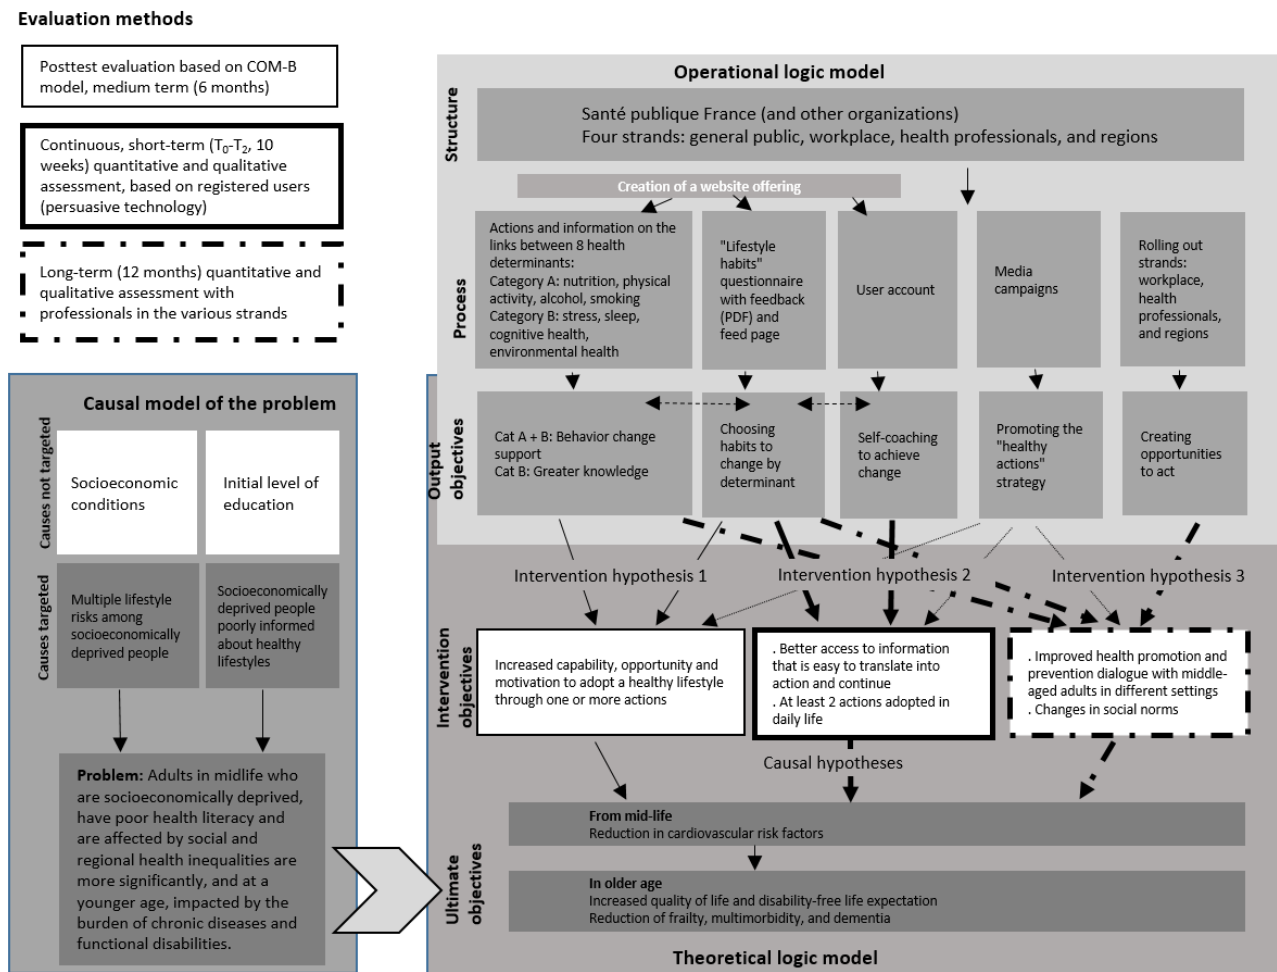 Evaluation methods
Posttest evaluation based on COM-B
model, medium term (6 months)
Continuous, short-term (T0-T2, 10
weeks) quantitative and qualitative
assessment, based on registered users
(persuasive technology)
Long-term (12 months) quantitative and
qualitative assessment with
professionals in the various strands
Causal model of the problem
Causes not targeted
Socioeconomic
conditions
Initial level of
education
Causes targeted
Multiple lifestyle
risks among
socioeconomically
deprived people
Socioeconomically
deprived people
poorly informed
about healthy
lifestyles
Problem: Adults in midlife who
are socioeconomically deprived,
have poor health literacy and
are affected by social and
regional health inequalities are
more significantly, and at a
younger age, impacted by the
burden of chronic diseases and
functional disabilities.
Operational logic model
Structure
Santé publique France (and other organizations)
Four strands: general public, workplace, health professionals, and regions
Creation of a website offering
Process
Actions and information on the
links between 8 health
determinants:
Category A: nutrition, physical
activity, alcohol, smoking
Category B: stress, sleep,
cognitive health,
environmental health
"Lifestyle
habits"
questionnaire
with feedback
(PDF) and
feed page
User account
Media
campaigns
Rolling out
strands:
workplace,
health
professionals,
and regions
Output
objectives
Cat A + B: Behavior change
support
Cat B: Greater knowledge
Choosing
habits to
change by
determinant
Self-coaching
to achieve
change
Promoting the
"healthy
actions"
strategy
Creating
opportunities
to act
Intervention hypothesis 1
Intervention hypothesis 2
Intervention hypothesis 3
Intervention
objectives
Increased capability, opportunity and
motivation to adopt a healthy lifestyle
through one or more actions
. Better access to information
that is easy to translate into
action and continue
. At least 2 actions adopted in
daily life
. Improved health promotion and
prevention dialogue with middle-
aged adults in different settings
. Changes in social norms
Causal hypotheses
Ultimate
objectives
From mid-life
Reduction in cardiovascular risk factors
In older age
Increased quality of life and disability-free life expectation
Reduction of frailty, multimorbidity, and dementia
Theoretical logic model